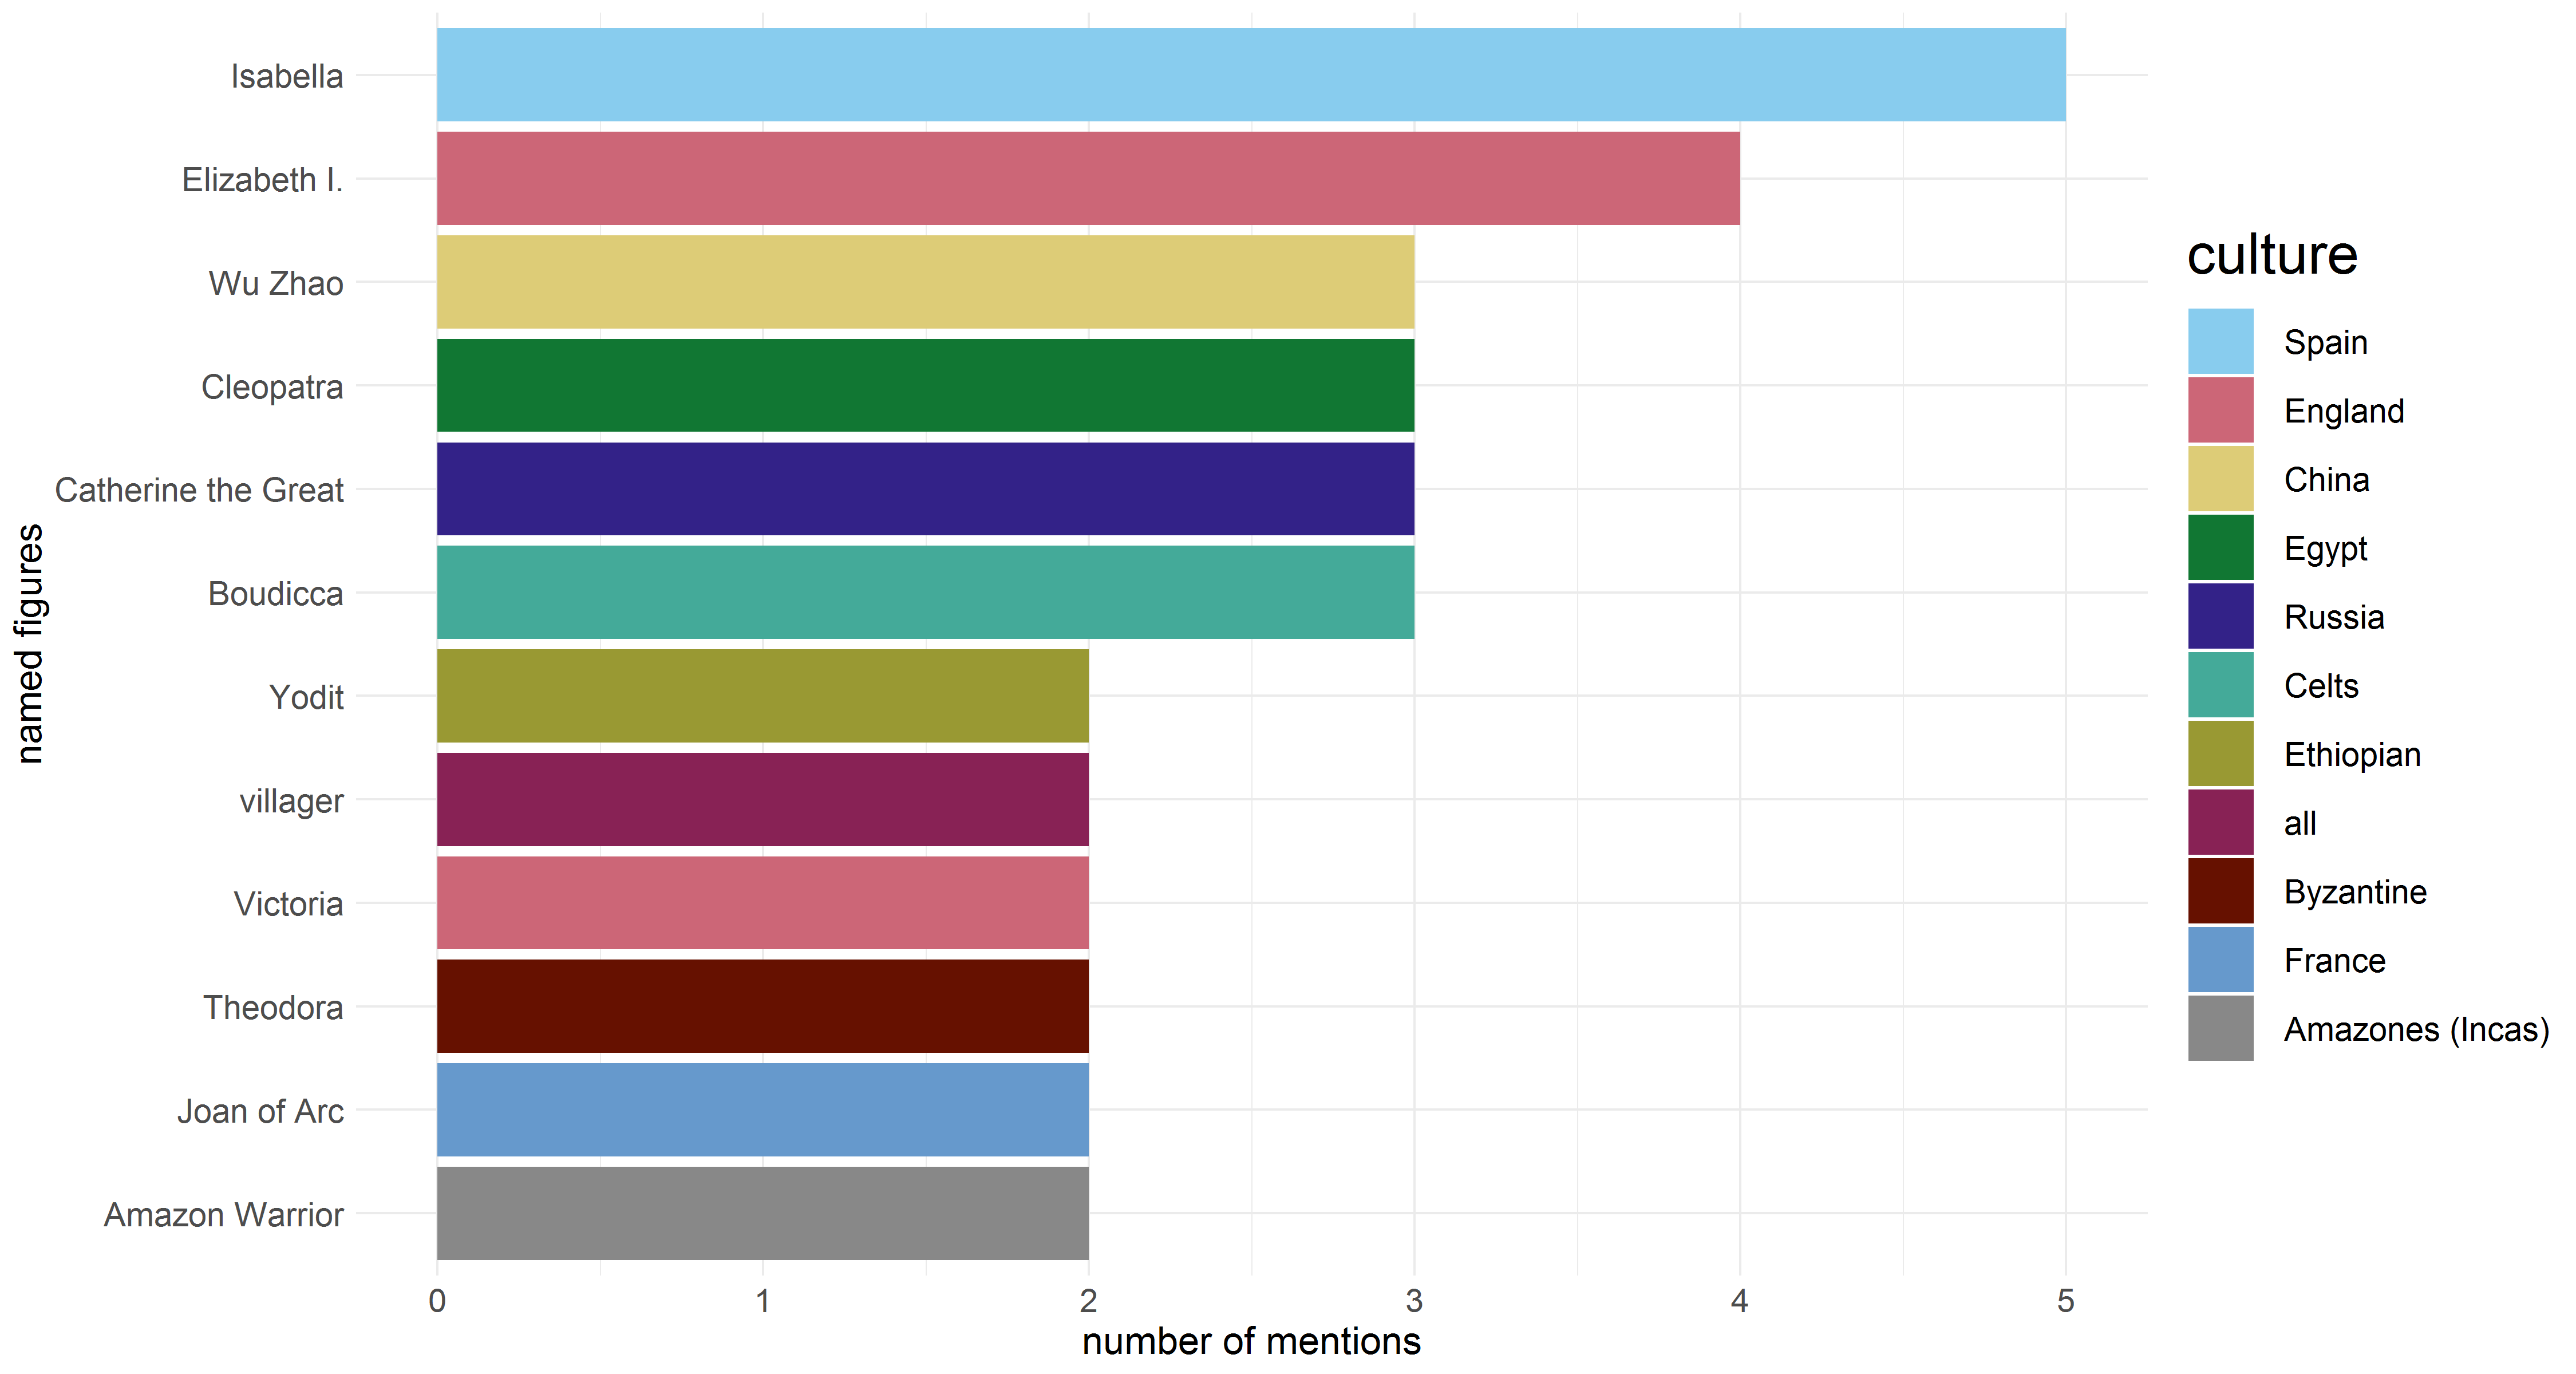 Isabella
Elizabeth I.
Wu Zhao
Cleopatra
Catherine the Great
Boudicca
Yodit
villager
Victoria
Theodora
Joan of Arc
Amazon Warrior
named figures
0 1 2 3 4 5
number of mentions
culture
Spain
England
China
Egypt
Russia
Celts
Ethiopian
all
Byzantine
France
Amazones (Incas)